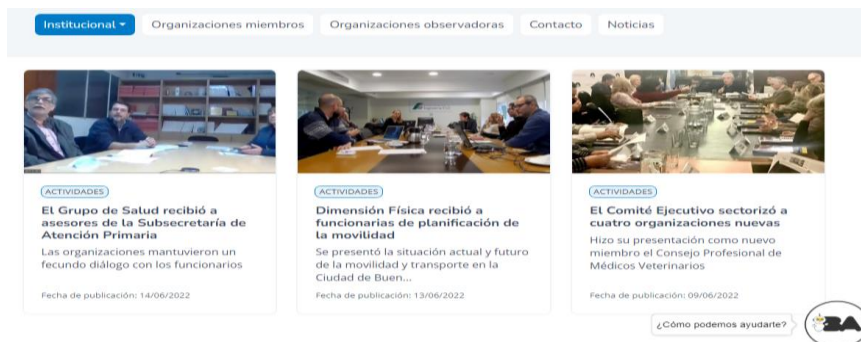 Institucional
Organizaciones miembros
Organizaciones observadoras
Contacto
Noticias
ACTIVIDADES
El Grupo de Salud recibió a
asesores de la Subsecretaría de
Atención Primaria
Las organizaciones mantuvieron un
fecundo diálogo con los funcionarios
Fecha de publicación: 14/06/2022
ACTIVIDADES
Dimensión Física recibió a
funcionarias de planificación de
la movilidad
Se presentó la situación actual y futuro
de la movilidad y transporte en la
Ciudad de Buen...
Fecha de publicación: 13/06/2022
ACTIVIDADES
El Comité Ejecutivo sectorizó a
cuatro organizaciones nuevas
Hizo su presentación como nuevo
miembro el Consejo Profesional de
Médicos Veterinarios
Fecha de publicación: 09/06/2022
¿Cómo podemos ayudarte?
BA